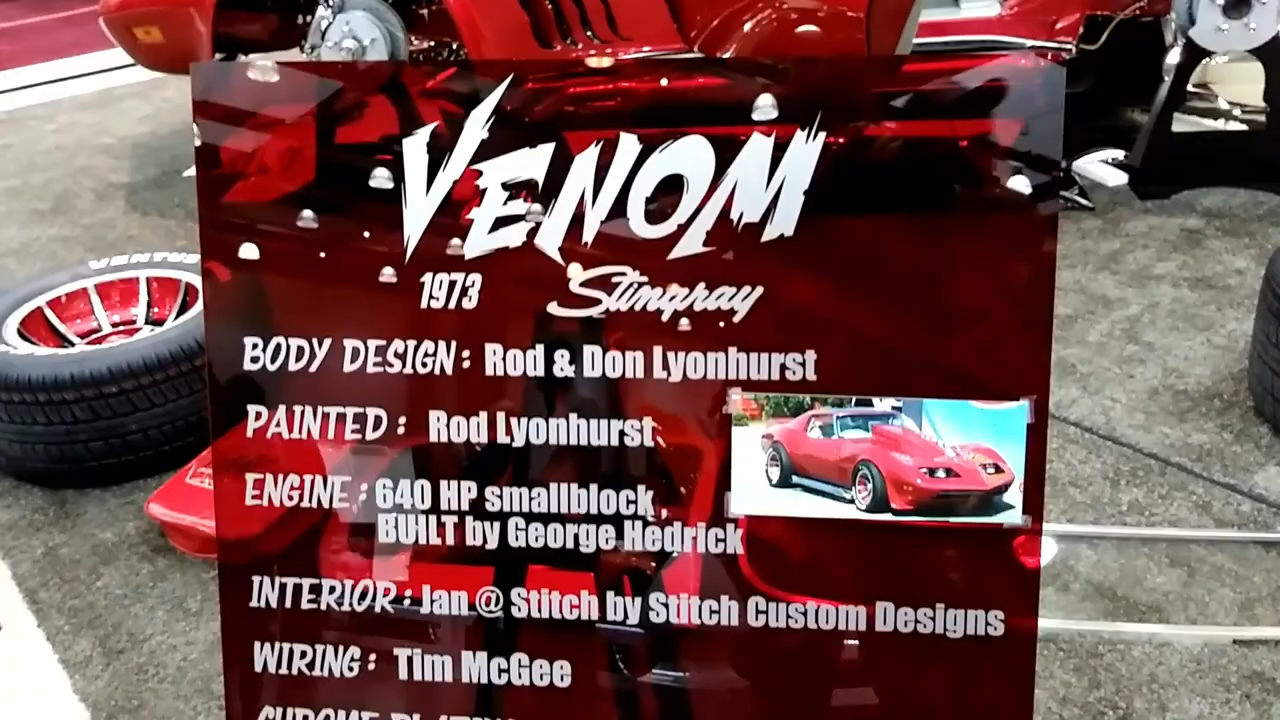 VENOM
1973 Stingray
BODY DESIGN: Rod & Don Lyonhurst
PAINTED: Rod Lyonhurst
ENGINE: 640 HP smallblock,
BUILT by George Hedrick
INTERIOR: Jan @ Stitch by Stitch Custom Designs
WIRING: Tim McGee
VENTUS